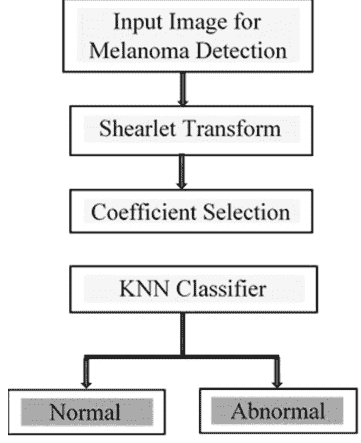 Input Image for
Melanoma Detection
Shearlet Transform
Coefficient Selection
KNN Classifier
Normal
Abnormal